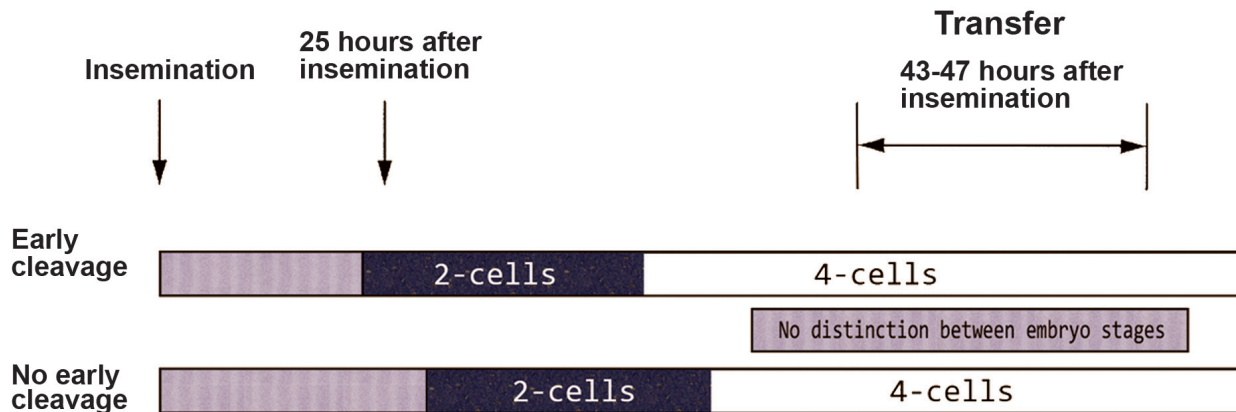 Transfer
25 hours after
insemination
Insemination
43-47 hours after
insemination
Early
cleavage
2-cells
4-cells
No distinction between embryo stages
No early
cleavage
2-cells
4-cells